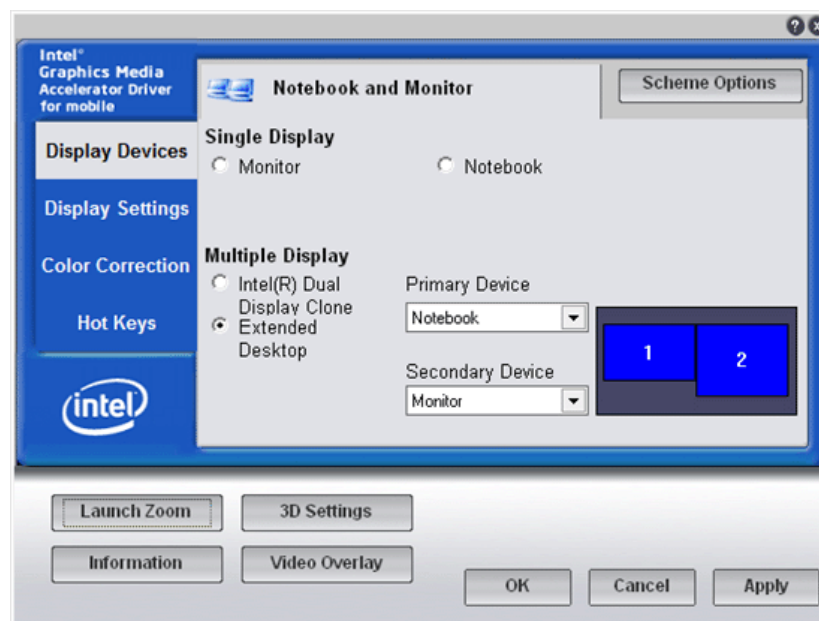 Intel®
Graphics Media
Accelerator Driver
for mobile
Notebook and Monitor
Scheme Options
Display Devices
Single Display
Monitor
Notebook
Display Settings
Color Correction
Multiple Display
Intel(R) Dual
Display Clone
Primary Device
Notebook
Extended
Desktop
Hot Keys
1
2
Secondary Device
Monitor
intel
Launch Zoom
3D Settings
Information
Video Overlay
OK
Cancel
Apply